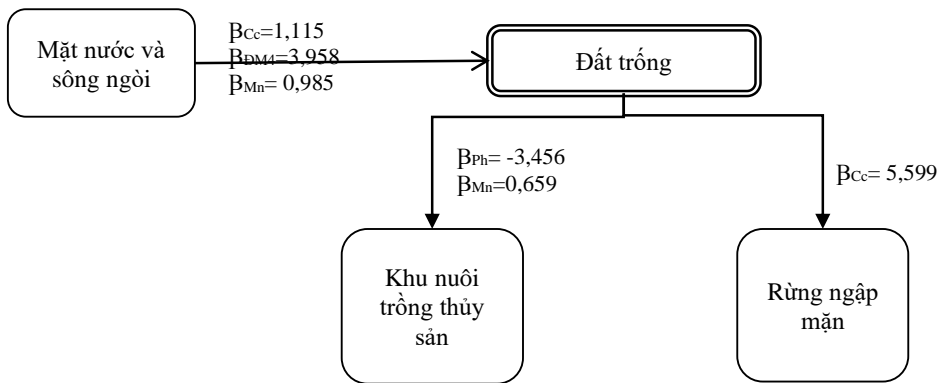 Mặt nước và
sông ngòi
βCc=1,115
βĐM4=3,958
βMn= 0,985
Đất trống
βPh= -3,456
βMn=0,659
βCc= 5,599
Khu nuôi
trồng thủy
sản
Rừng ngập
mặn